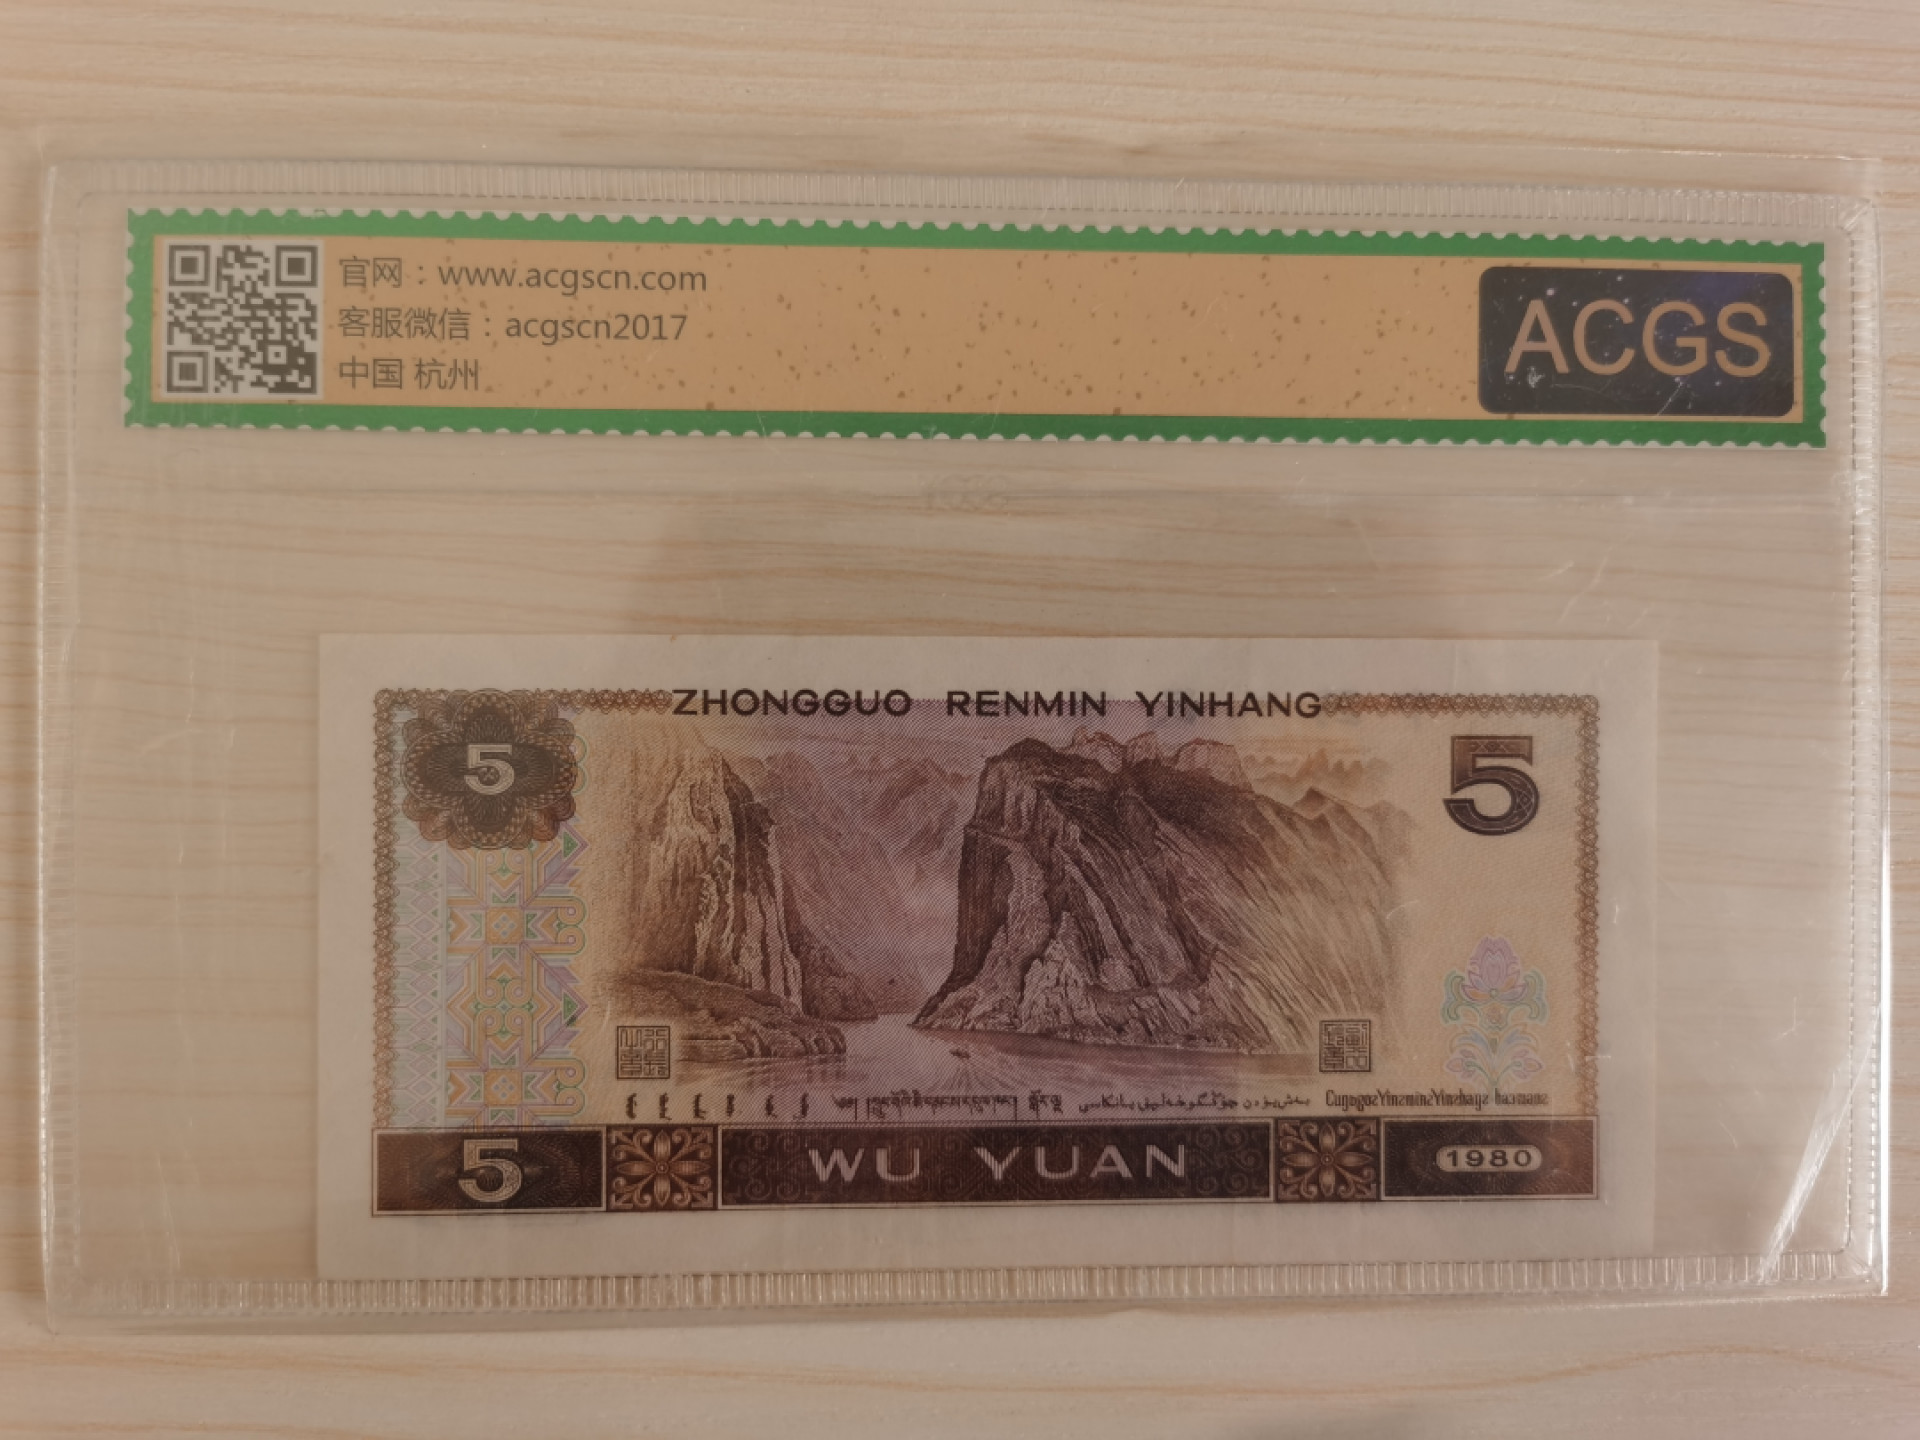 官网：www.acgscn.com
客服微信：acgscn2017
中国 杭州
ACGS
ZHONGGUO RENMIN YINHANG
5
5
5
WU YUAN
1980